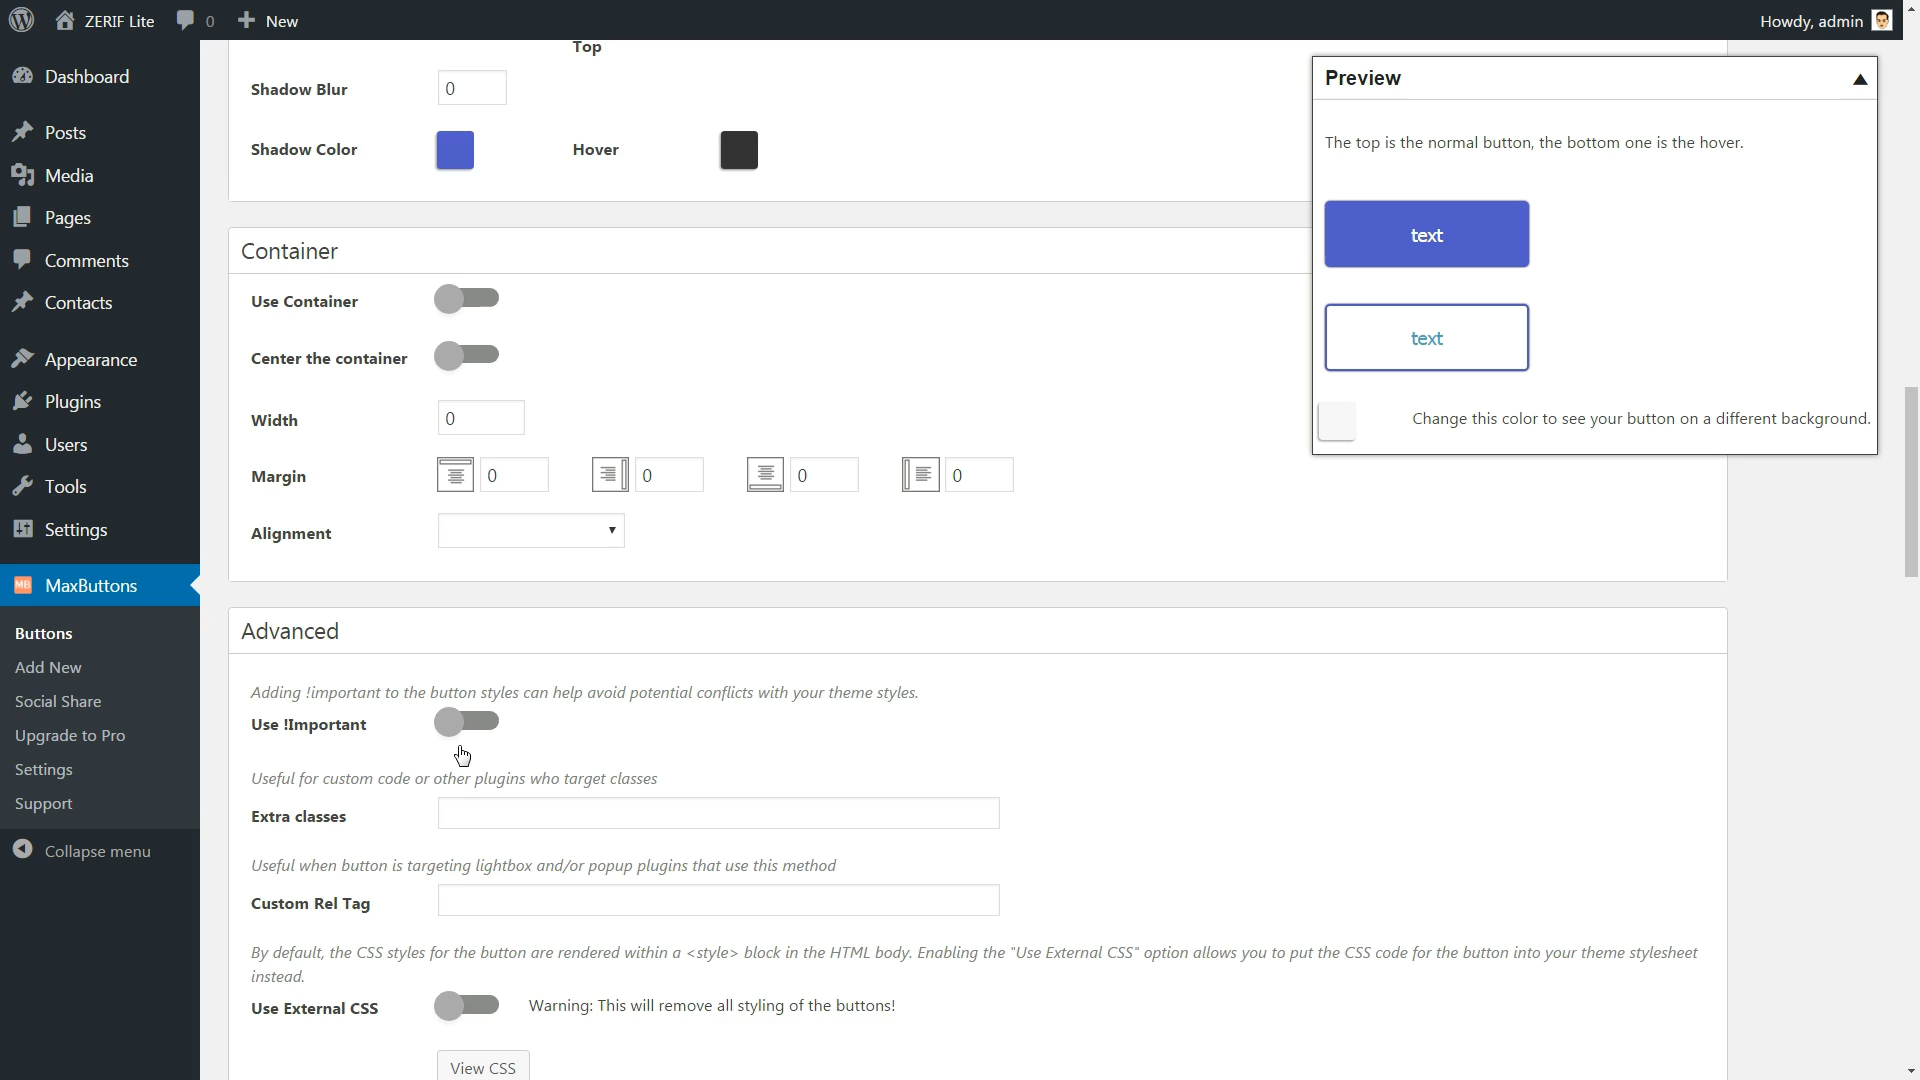 ZERIF Lite 0 New Howdy, admin
Dashboard
Posts
Media
Pages
Comments
Contacts
Appearance
Plugins
Users
Tools
Settings
MB MaxButtons
Buttons
Add New
Social Share
Upgrade to Pro
Settings
Support
Collapse menu
Top
Shadow Blur 0
Shadow Color Hover
Container
Use Container
Center the container
Width 0
Margin 0 0 0 0
Alignment
Advanced
Adding !important to the button styles can help avoid potential conflicts with your theme styles.
Use !Important
Useful for custom code or other plugins who target classes
Extra classes
Useful when button is targeting lightbox and/or popup plugins that use this method
Custom Rel Tag
By default, the CSS styles for the button are rendered within a <style> block in the HTML body. Enabling the "Use External CSS" option allows you to put the CSS code for the button into your theme stylesheet
instead.
Use External CSS Warning: This will remove all styling of the buttons!
View CSS
Preview
The top is the normal button, the bottom one is the hover.
text
text
Change this color to see your button on a different background.